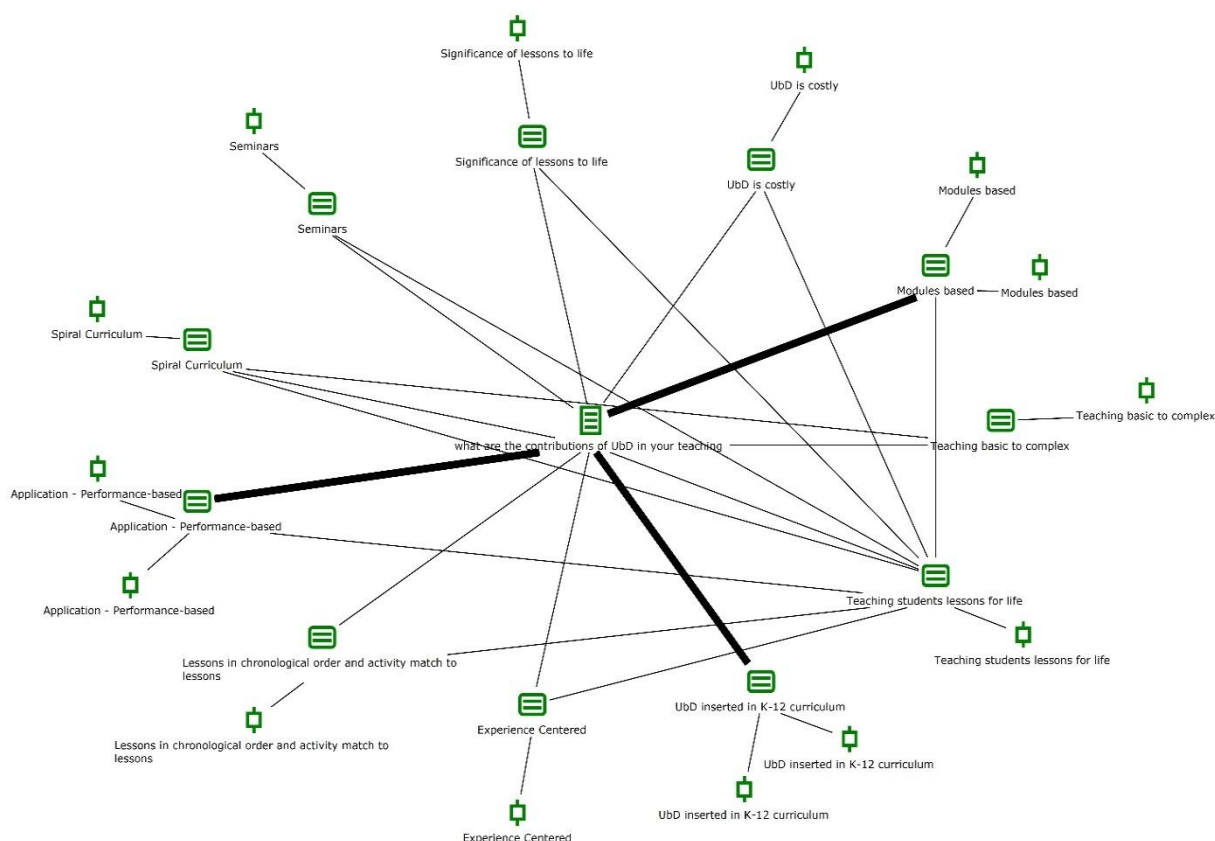 Significance of lessons to life
UbD is costly
Seminars
Significance of lessons to life
UbD is costly
Modules based
Seminars
Modules based
Modules based
Spiral Curriculum
Spiral Curriculum
Teaching basic to complex
what are the contributions of UbD in your teaching
Teaching basic to complex
Application - Performance-based
Application - Performance-based
Application - Performance-based
Teaching students lessons for life
Teaching students lessons for life
Lessons in chronological order and activity match to
lessons
UbD inserted in K-12 curriculum
Experience Centered
Lessons in chronological order and activity match to
lessons
UbD inserted in K-12 curriculum
UbD inserted in K-12 curriculum
Experience Centered